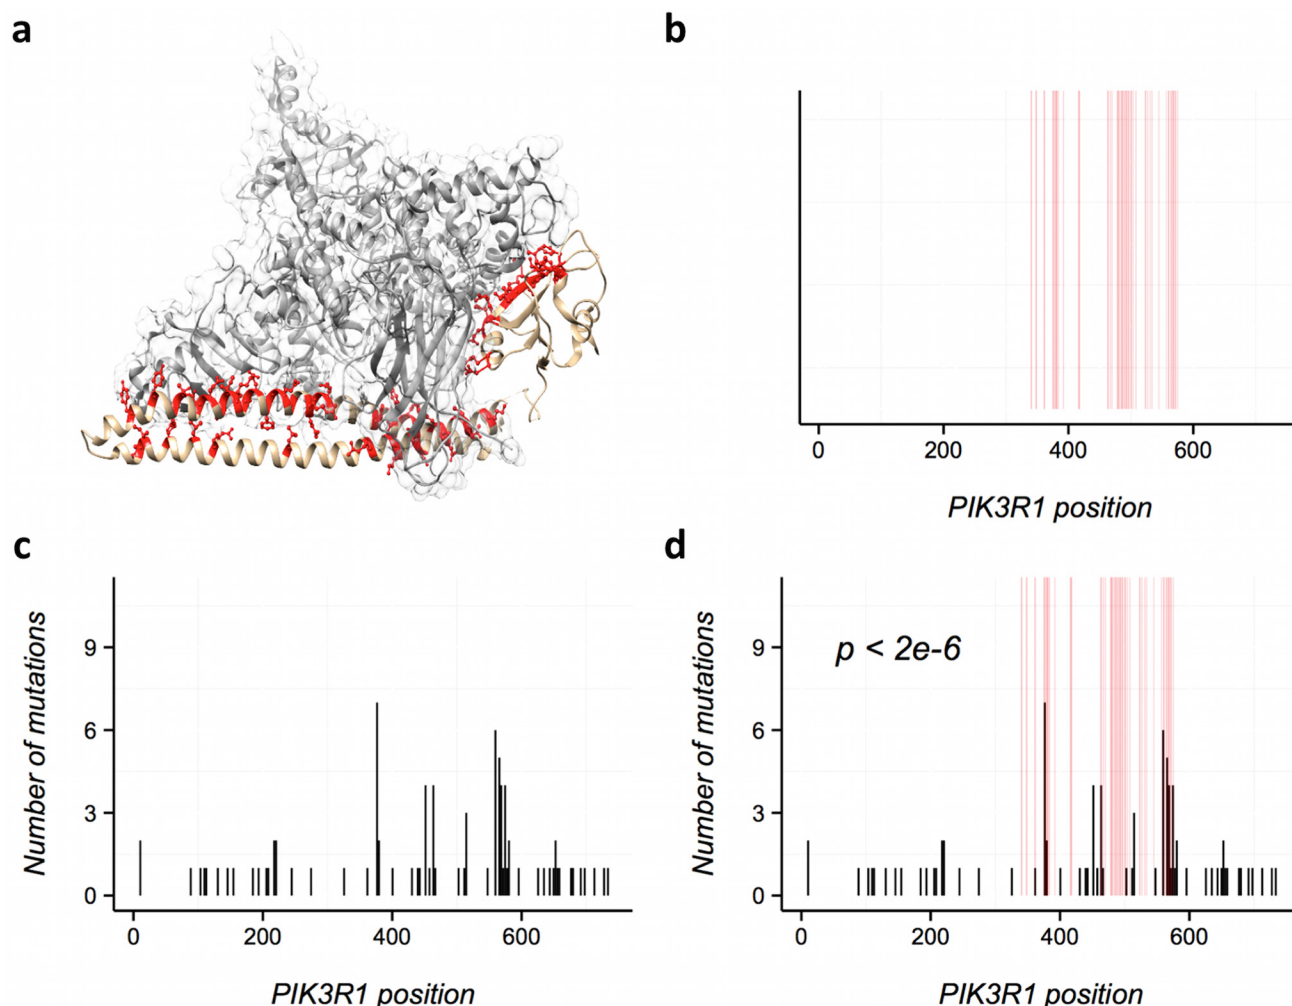 a
b
0 200 400 600
PIK3R1 position
c
d
Number of mutations
9
6
3
0
0 200 400 600
PIK3R1 position
Number of mutations
9
6
3
0
p < 2e-6
0 200 400 600
PIK3R1 position